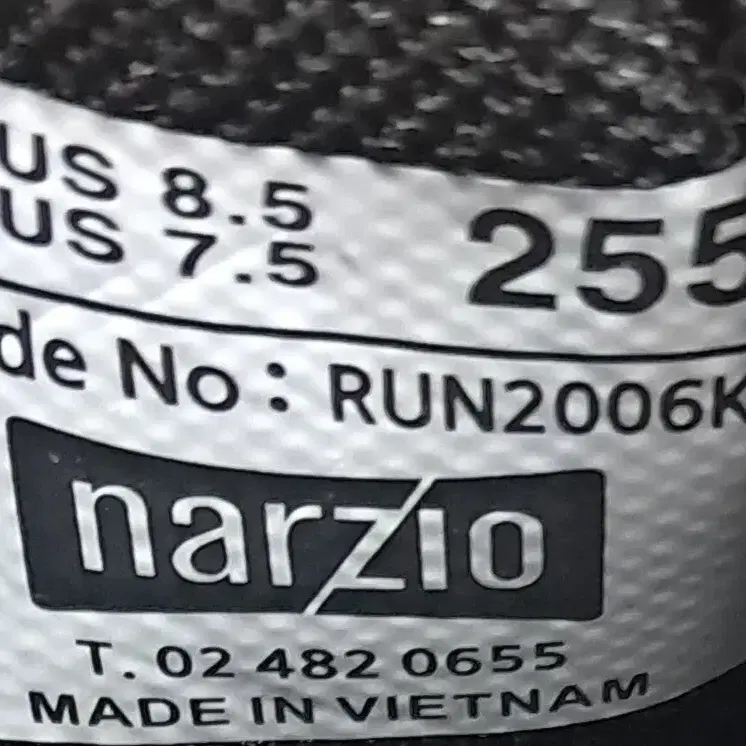 US 8.5
US 7.5
255
de No : RUN2006K
narzio
T. 02 482 0655
MADE IN VIETNAM